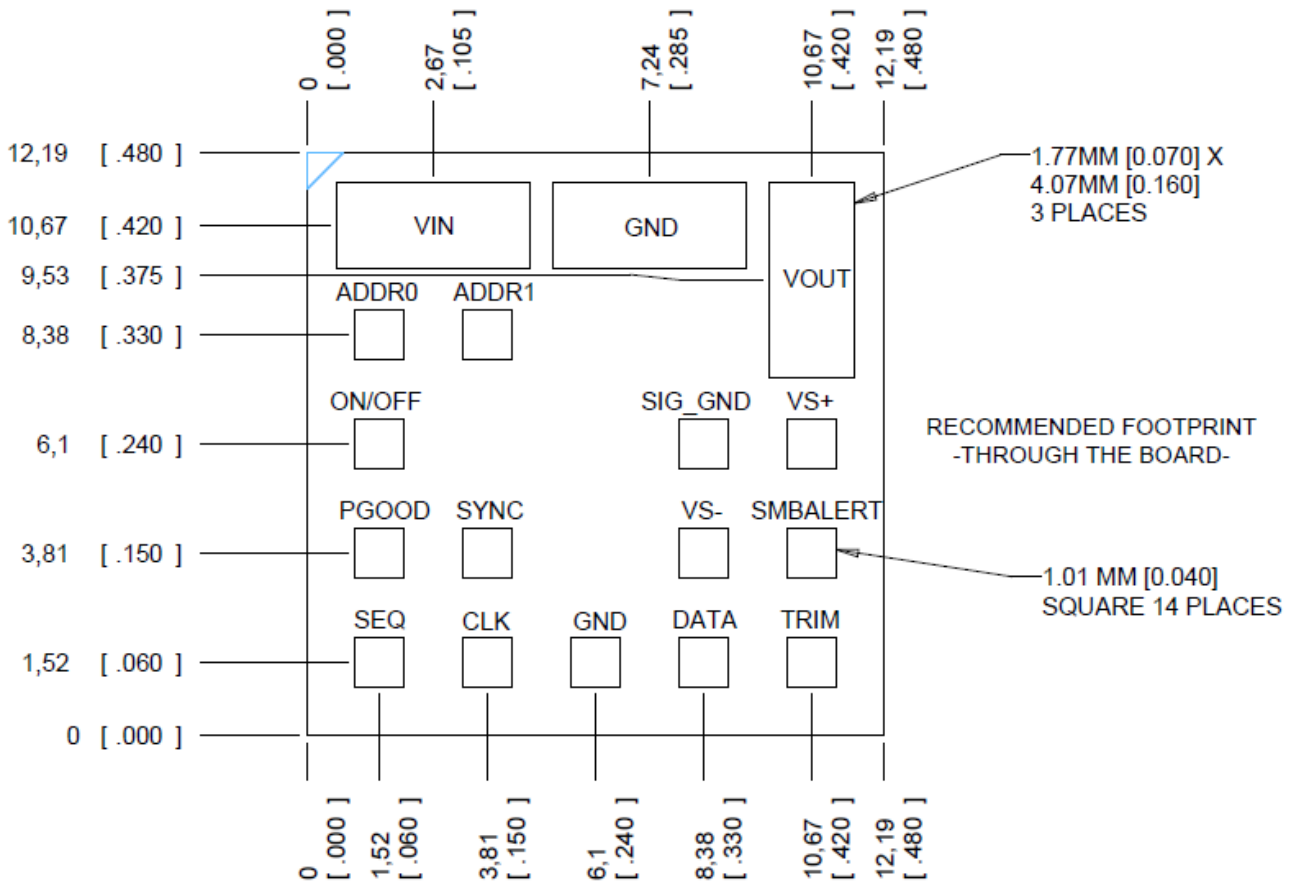 0
[ .000 ]
2,67
[ .105 ]
7,24
[ .285 ]
10,67
[ .420 ]
12,19
[ .480 ]
12,19 [ .480 ]
10,67 [ .420 ]
9,53 [ .375 ]
8,38 [ .330 ]
6,1 [ .240 ]
3,81 [ .150 ]
1,52 [ .060 ]
0 [ .000 ]
VIN
GND
VOUT
ADDR0 ADDR1
ON/OFF
SIG_GND VS+
PGOOD SYNC
VS- SMBALERT
SEQ CLK GND DATA TRIM
1.77MM [0.070] X
4.07MM [0.160]
3 PLACES
RECOMMENDED FOOTPRINT
-THROUGH THE BOARD-
1.01 MM [0.040]
SQUARE 14 PLACES
0
[ .000 ]
1,52
[ .060 ]
3,81
[ .150 ]
6,1
[ .240 ]
8,38
[ .330 ]
10,67
[ .420 ]
12,19
[ .480 ]